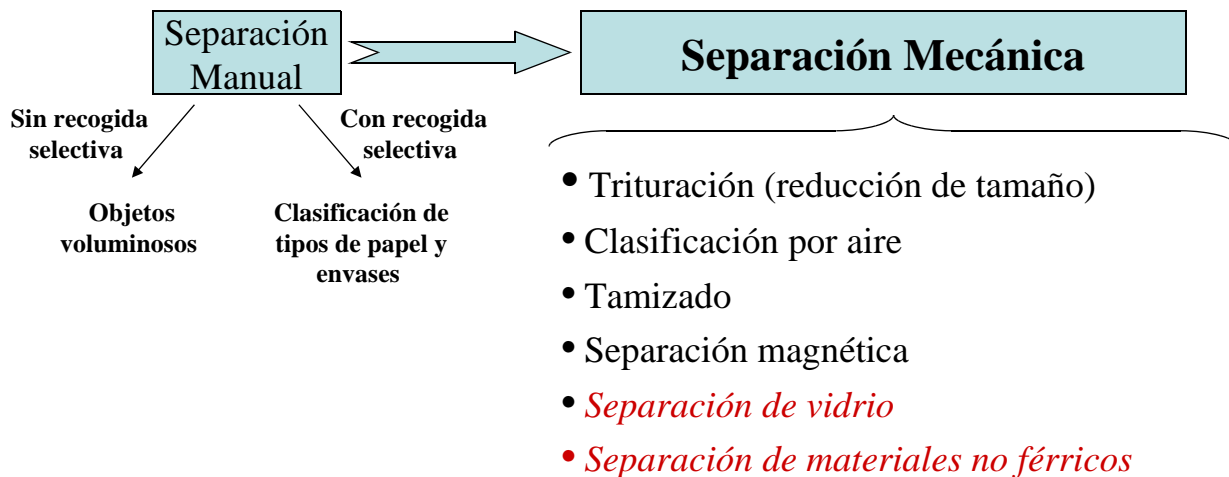 Separación
Manual
Sin recogida
selectiva
Con recogida
selectiva
Objetos
voluminosos
Clasificación de
tipos de papel y
envases
Separación Mecánica
• Trituración (reducción de tamaño)
• Clasificación por aire
• Tamizado
• Separación magnética
• Separación de vidrio
• Separación de materiales no férricos